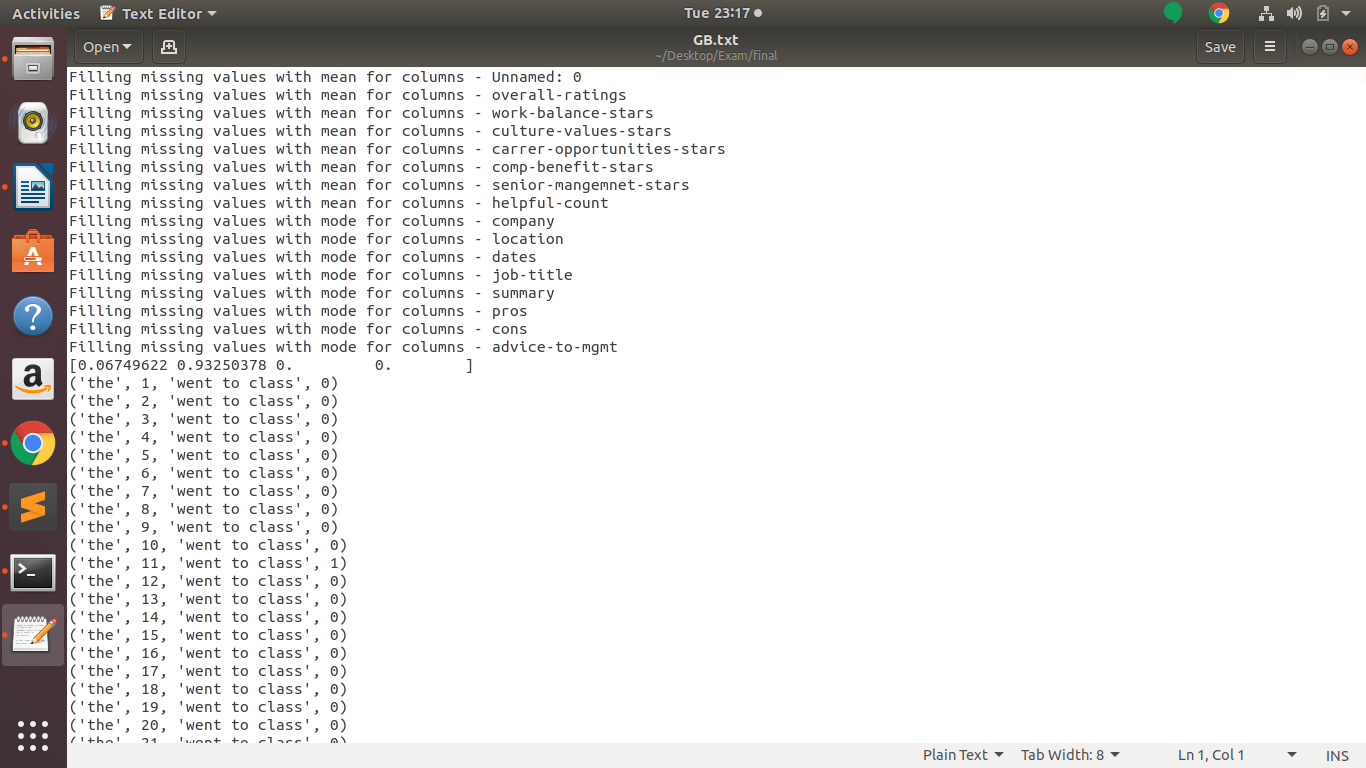 Activities Text Editor Tue 23:17
Open GB.txt Save
~/Desktop/Exam/final
Filling missing values with mean for columns - Unnamed: 0
Filling missing values with mean for columns - overall-ratings
Filling missing values with mean for columns - work-balance-stars
Filling missing values with mean for columns - culture-values-stars
Filling missing values with mean for columns - carrer-opportunities-stars
Filling missing values with mean for columns - comp-benefit-stars
Filling missing values with mean for columns - senior-mangemnet-stars
Filling missing values with mean for columns - helpful-count
Filling missing values with mode for columns - company
Filling missing values with mode for columns - location
Filling missing values with mode for columns - dates
Filling missing values with mode for columns - job-title
Filling missing values with mode for columns - summary
Filling missing values with mode for columns - pros
Filling missing values with mode for columns - cons
Filling missing values with mode for columns - advice-to-mgmt
[0.06749622 0.93250378 0.         0.        ]
('the', 1, 'went to class', 0)
('the', 2, 'went to class', 0)
('the', 3, 'went to class', 0)
('the', 4, 'went to class', 0)
('the', 5, 'went to class', 0)
('the', 6, 'went to class', 0)
('the', 7, 'went to class', 0)
('the', 8, 'went to class', 0)
('the', 9, 'went to class', 0)
('the', 10, 'went to class', 0)
('the', 11, 'went to class', 1)
('the', 12, 'went to class', 0)
('the', 13, 'went to class', 0)
('the', 14, 'went to class', 0)
('the', 15, 'went to class', 0)
('the', 16, 'went to class', 0)
('the', 17, 'went to class', 0)
('the', 18, 'went to class', 0)
('the', 19, 'went to class', 0)
('the', 20, 'went to class', 0)
('the', 21, 'went to class', 0)
Plain Text Tab Width: 8 Ln 1, Col 1 INS